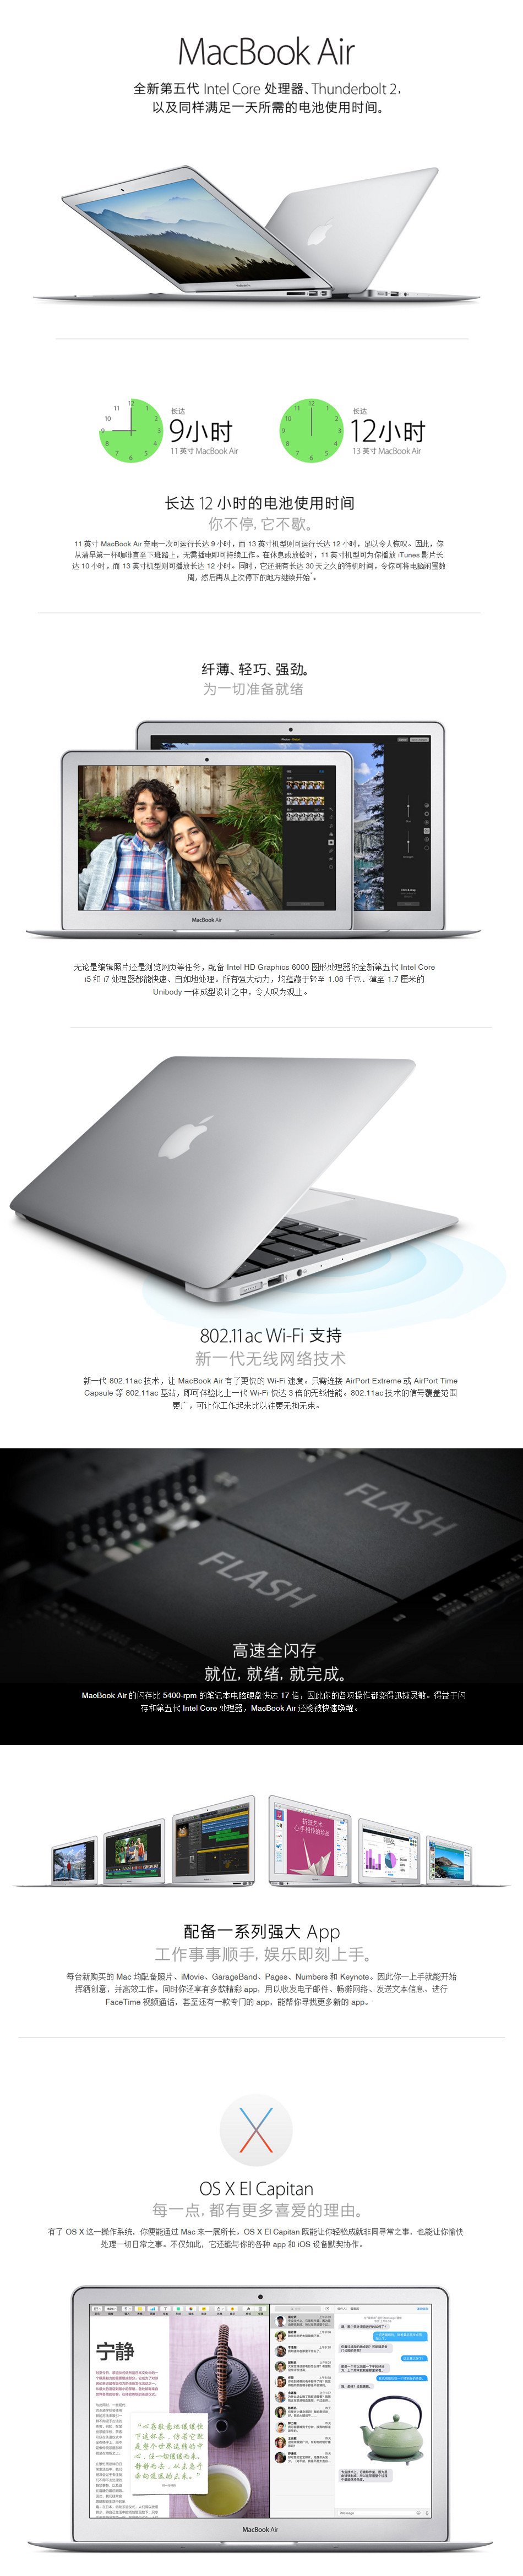 MacBook Air
全新第五代 Intel Core 处理器、Thunderbolt 2，
以及同样满足一天所需的电池使用时间。
长达
9小时
11 英寸 MacBook Air
长达
12小时
13 英寸 MacBook Air
长达 12 小时的电池使用时间
你不停，它不歇。
11 英寸 MacBook Air 充电一次可运行长达 9 小时，而 13 英寸机型则可运行长达 12 小时，足以令人惊叹。因此，你
从清早第一杯咖啡直至下班路上，无需插电即可持续工作。在休息或放松时，11 英寸机型可为你播放 iTunes 影片长
达 10 小时，而 13 英寸机型则可播放长达 12 小时。同时，它还拥有长达 30 天之久的待机时间，令你可将电脑闲置数
周，然后再从上次停下的地方继续开始*。
纤薄、轻巧、强劲。
为一切准备就绪
MacBook Air
无论是编辑照片还是浏览网页等任务，配备 Intel HD Graphics 6000 图形处理器的全新第五代 Intel Core
i5 和 i7 处理器都能快速、自如地处理。所有强大动力，均蕴藏于轻至 1.08 千克、薄至 1.7 厘米的
Unibody 一体成型设计之中，令人叹为观止。
802.11ac Wi-Fi 支持
新一代无线网络技术
新一代 802.11ac 技术，让 MacBook Air 有了更快的 Wi-Fi 速度。只需连接 AirPort Extreme 或 AirPort Time
Capsule 等 802.11ac 基站，即可体验比上一代 Wi-Fi 快达 3 倍的无线性能。802.11ac 技术的信号覆盖范围
更广，可让你工作起来比以往更无拘无束。
FLASH
FLASH
高速全闪存
就位，就绪，就完成。
MacBook Air 的闪存比 5400-rpm 的笔记本电脑硬盘快达 17 倍，因此你的各项操作都变得迅捷灵敏。得益于闪
存和第五代 Intel Core 处理器，MacBook Air 还能被快速唤醒。
折纸艺术
心手相传的珍品
配备一系列强大 App
工作事事顺手，娱乐即刻上手。
每台新购买的 Mac 均配备照片、iMovie、GarageBand、Pages、Numbers 和 Keynote。因此你一上手就能开始
挥洒创意，并高效工作。同时你还享有多款精彩 app，用以收发电子邮件、畅游网络、发送文本信息、进行
FaceTime 视频通话，甚至还有一款专门的 app，能帮你寻找更多新的 app。
OS X El Capitan
每一点，都有更多喜爱的理由。
有了 OS X 这一操作系统，你便能通过 Mac 来一展所长。OS X El Capitan 既能让你轻松成就非同寻常之事，也能让你愉快
处理一切日常之事。不仅如此，它还能与你的各种 app 和 iOS 设备默契协作。
宁静
MacBook Air